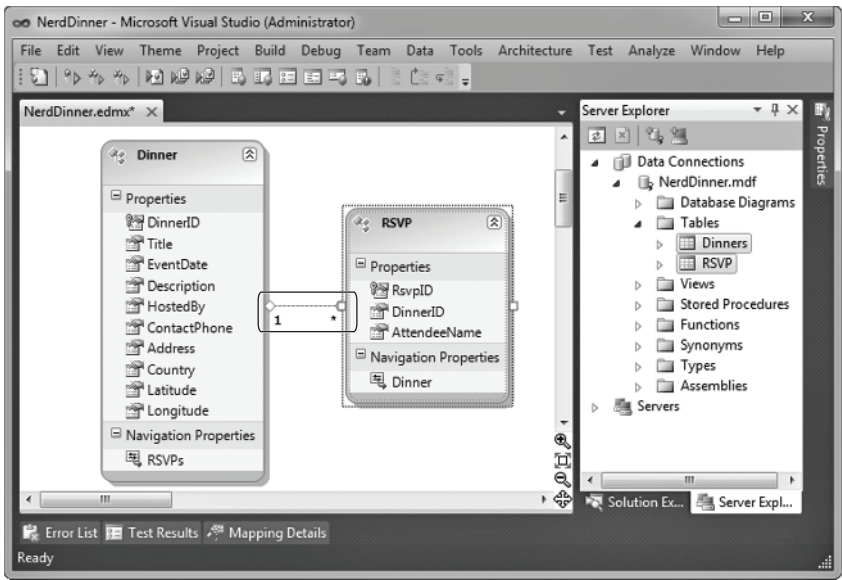 NerdDinner - Microsoft Visual Studio (Administrator)
File Edit View Theme Project Build Debug Team Data Tools Architecture Test Analyze Window Help
NerdDinner.edmx*
Dinner
Properties
DinnerID
Title
EventDate
Description
HostedBy
ContactPhone
Address
Country
Latitude
Longitude
Navigation Properties
RSVPs
1 *
RSVP
Properties
RsvpID
DinnerID
AttendeeName
Navigation Properties
Dinner
Server Explorer
Data Connections
NerdDinner.mdf
Database Diagrams
Tables
Dinners
RSVP
Views
Stored Procedures
Functions
Synonyms
Types
Assemblies
Servers
Solution Ex... Server Expl...
Properties
Error List Test Results Mapping Details
Ready